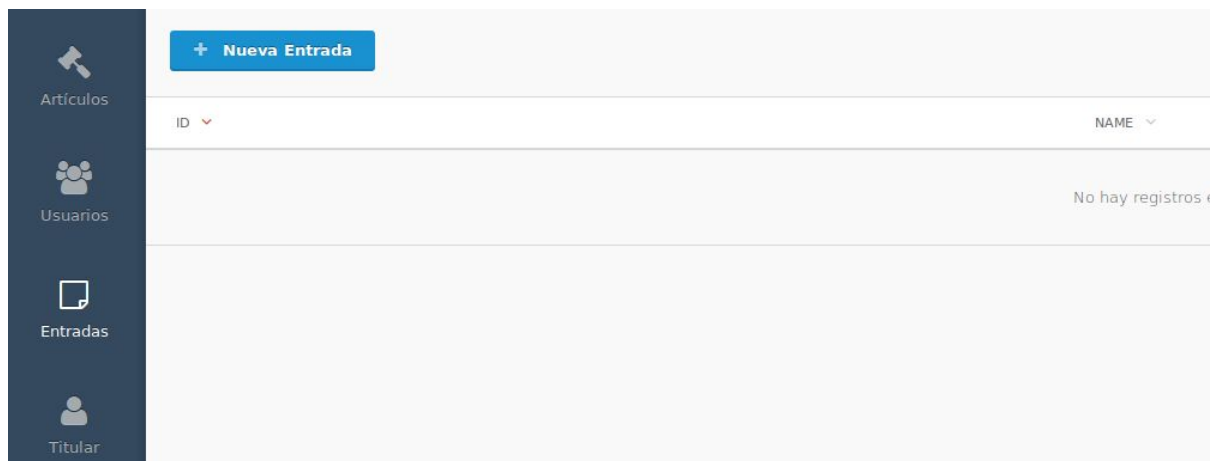 + Nueva Entrada
Artículos
ID
NAME
Usuarios
No hay registros
Entradas
Titular